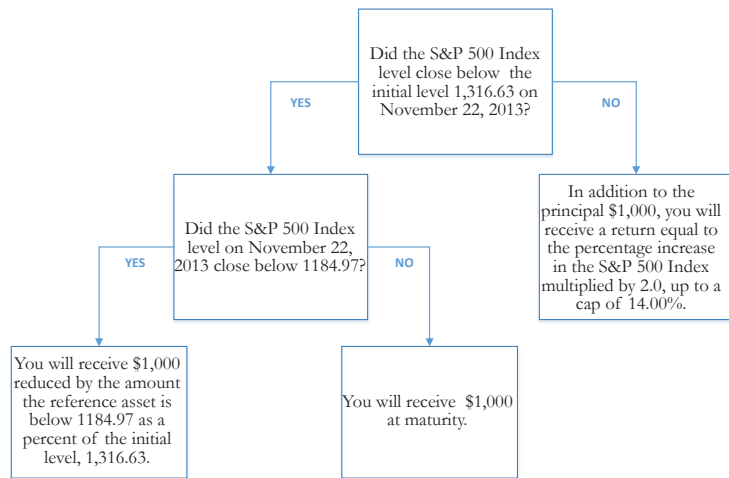 Did the S&P 500 Index
level close below the
initial level 1,316.63 on
November 22, 2013?
YES
NO
Did the S&P 500 Index
level on November 22,
2013 close below 1184.97?
In addition to the
principal $1,000, you will
receive a return equal to
the percentage increase
in the S&P 500 Index
multiplied by 2.0, up to a
cap of 14.00%.
YES
NO
You will receive $1,000
reduced by the amount
the reference asset is
below 1184.97 as a
percent of the initial
level, 1,316.63.
You will receive $1,000
at maturity.